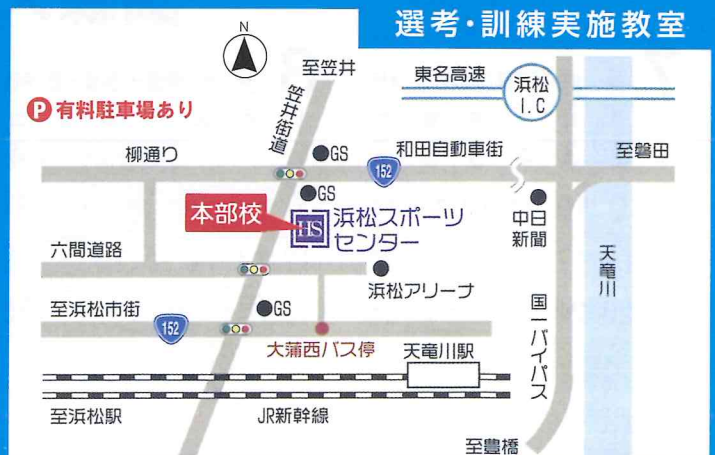 選考・訓練実施教室
N
至笠井
東名高速
浜松
I.C
P 有料駐車場あり
笠井街道
柳通り
GS
152
和田自動車街
至磐田
GS
本部校
HS
浜松スポーツ
センター
中日
新聞
六間道路
天竜川
浜松アリーナ
至浜松市街
GS
国一バイパス
152
大蒲西バス停
天竜川駅
至浜松駅
JR新幹線
至豊橋